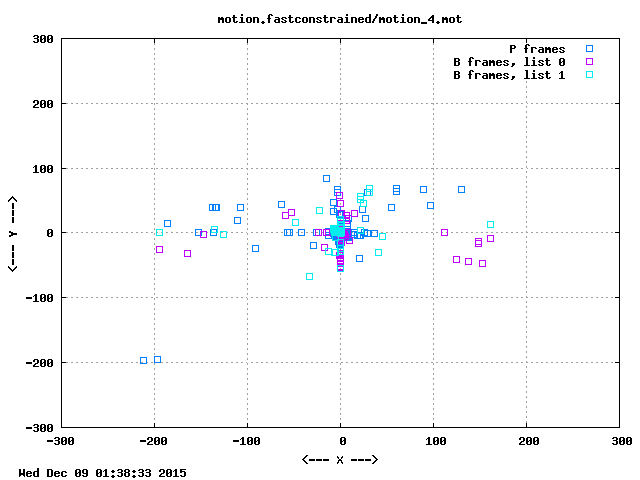 motion.fastconstrained/motion_4.mot
P frames
B frames, list 0
B frames, list 1
300
200
100
0
-100
-200
-300
<--- Y --->
-300
-200
-100
0
100
200
300
<--- X --->
Wed Dec 09 01:38:33 2015